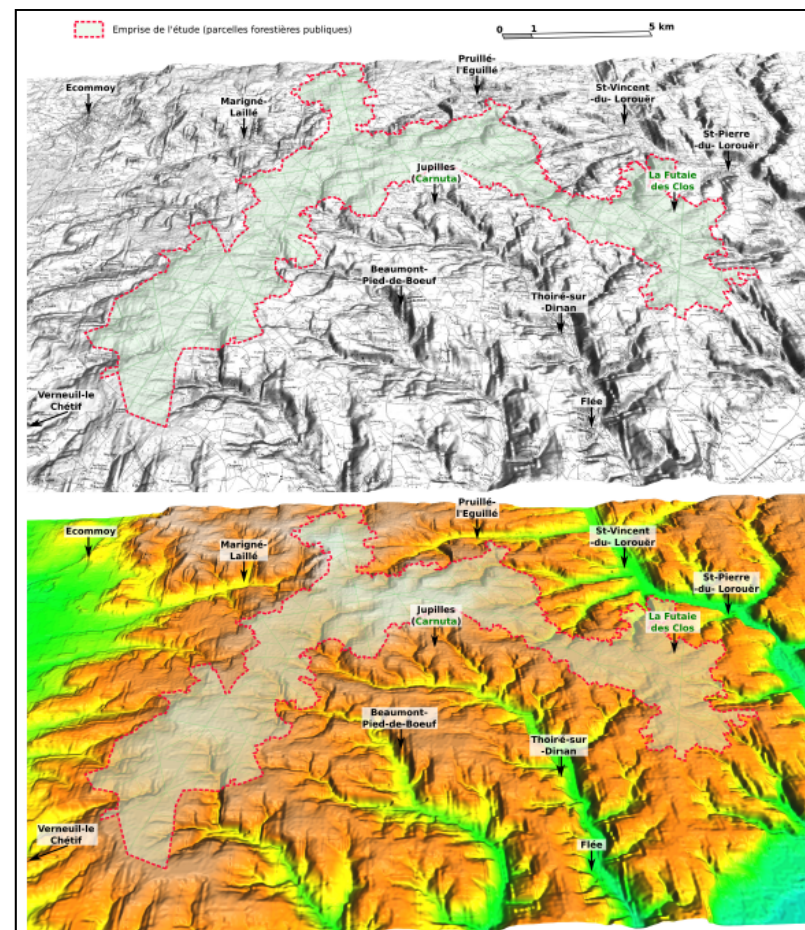 Emprise de l'étude (parcelles forestières publiques)
0 1 5 km
Ecommoy
Marigné-
Laillé
Pruillé-
l'Eguillé
St-Vincent
-du- Lorouër
St-Pierre
-du- Lorouër
Jupilles
(Carnuta)
La Futaie
des Clos
Beaumont-
Pied-de-Boeuf
Thoiré-sur
-Dinan
Verneuil-le
Chétif
Flée
Ecommoy
Marigné-
Laillé
Pruillé-
l'Eguillé
St-Vincent
-du- Lorouër
St-Pierre
-du- Lorouër
Jupilles
(Carnuta)
La Futaie
des Clos
Beaumont-
Pied-de-Boeuf
Thoiré-sur
-Dinan
Verneuil-le
Chétif
Flée